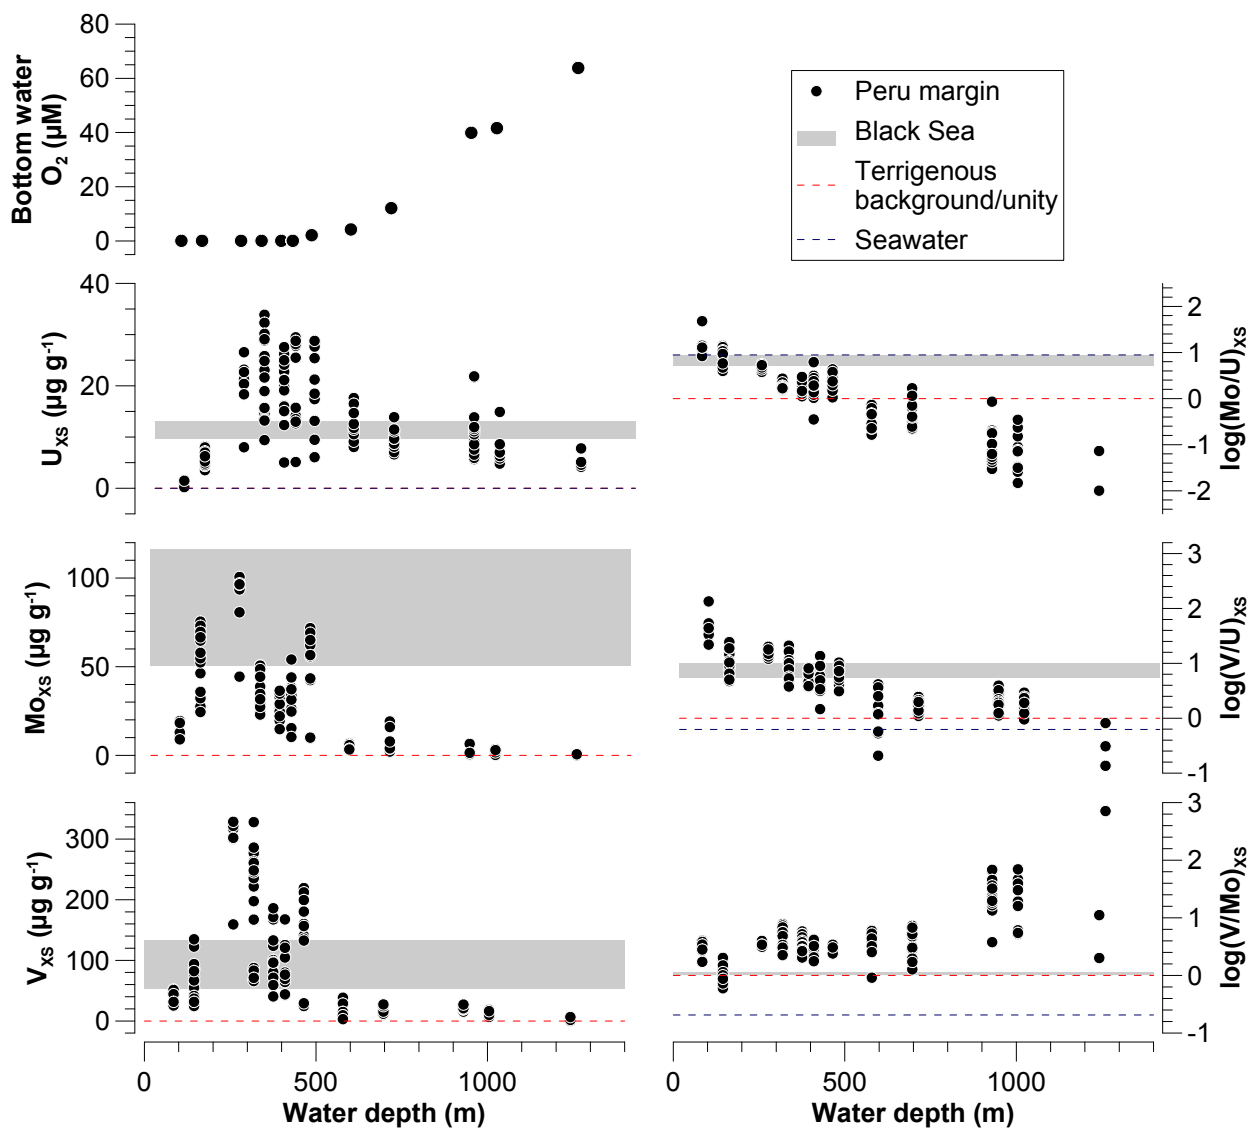 80
60
40
20
0
Bottom water
O2 (µM)
Peru margin
Black Sea
Terrigenous
background/unity
Seawater
40
20
0
UXS (µg g-1)
2
1
0
-1
-2
log(Mo/U)XS
100
50
0
MoXS (µg g-1)
3
2
1
0
-1
log(V/U)XS
300
200
100
0
VXS (µg g-1)
3
2
1
0
-1
log(V/Mo)XS
0
500
1000
Water depth (m)
0
500
1000
Water depth (m)